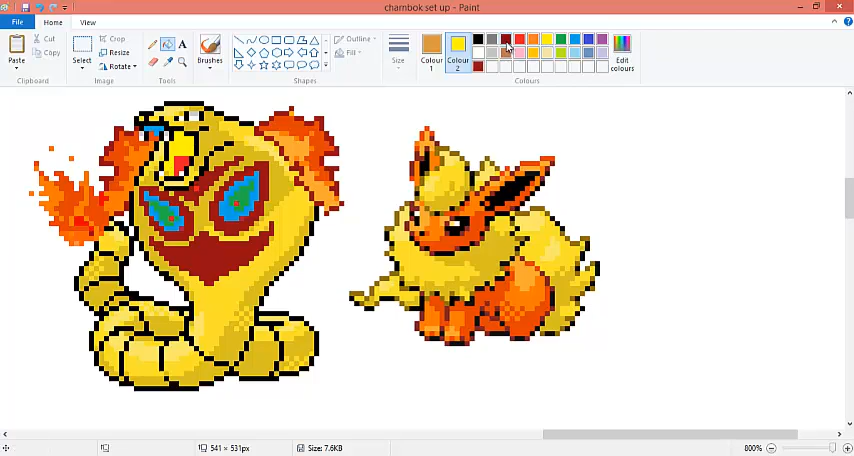 charnbok set up - Paint
File
Home
View
Paste
Cut
Copy
Clipboard
Select
Crop
Resize
Rotate
Image
A
Tools
Brushes
Outline
Fill
Shapes
Size
Colour 1
Colour 2
Edit colours
Colours
541 × 531px
Size: 7.6KB
800%